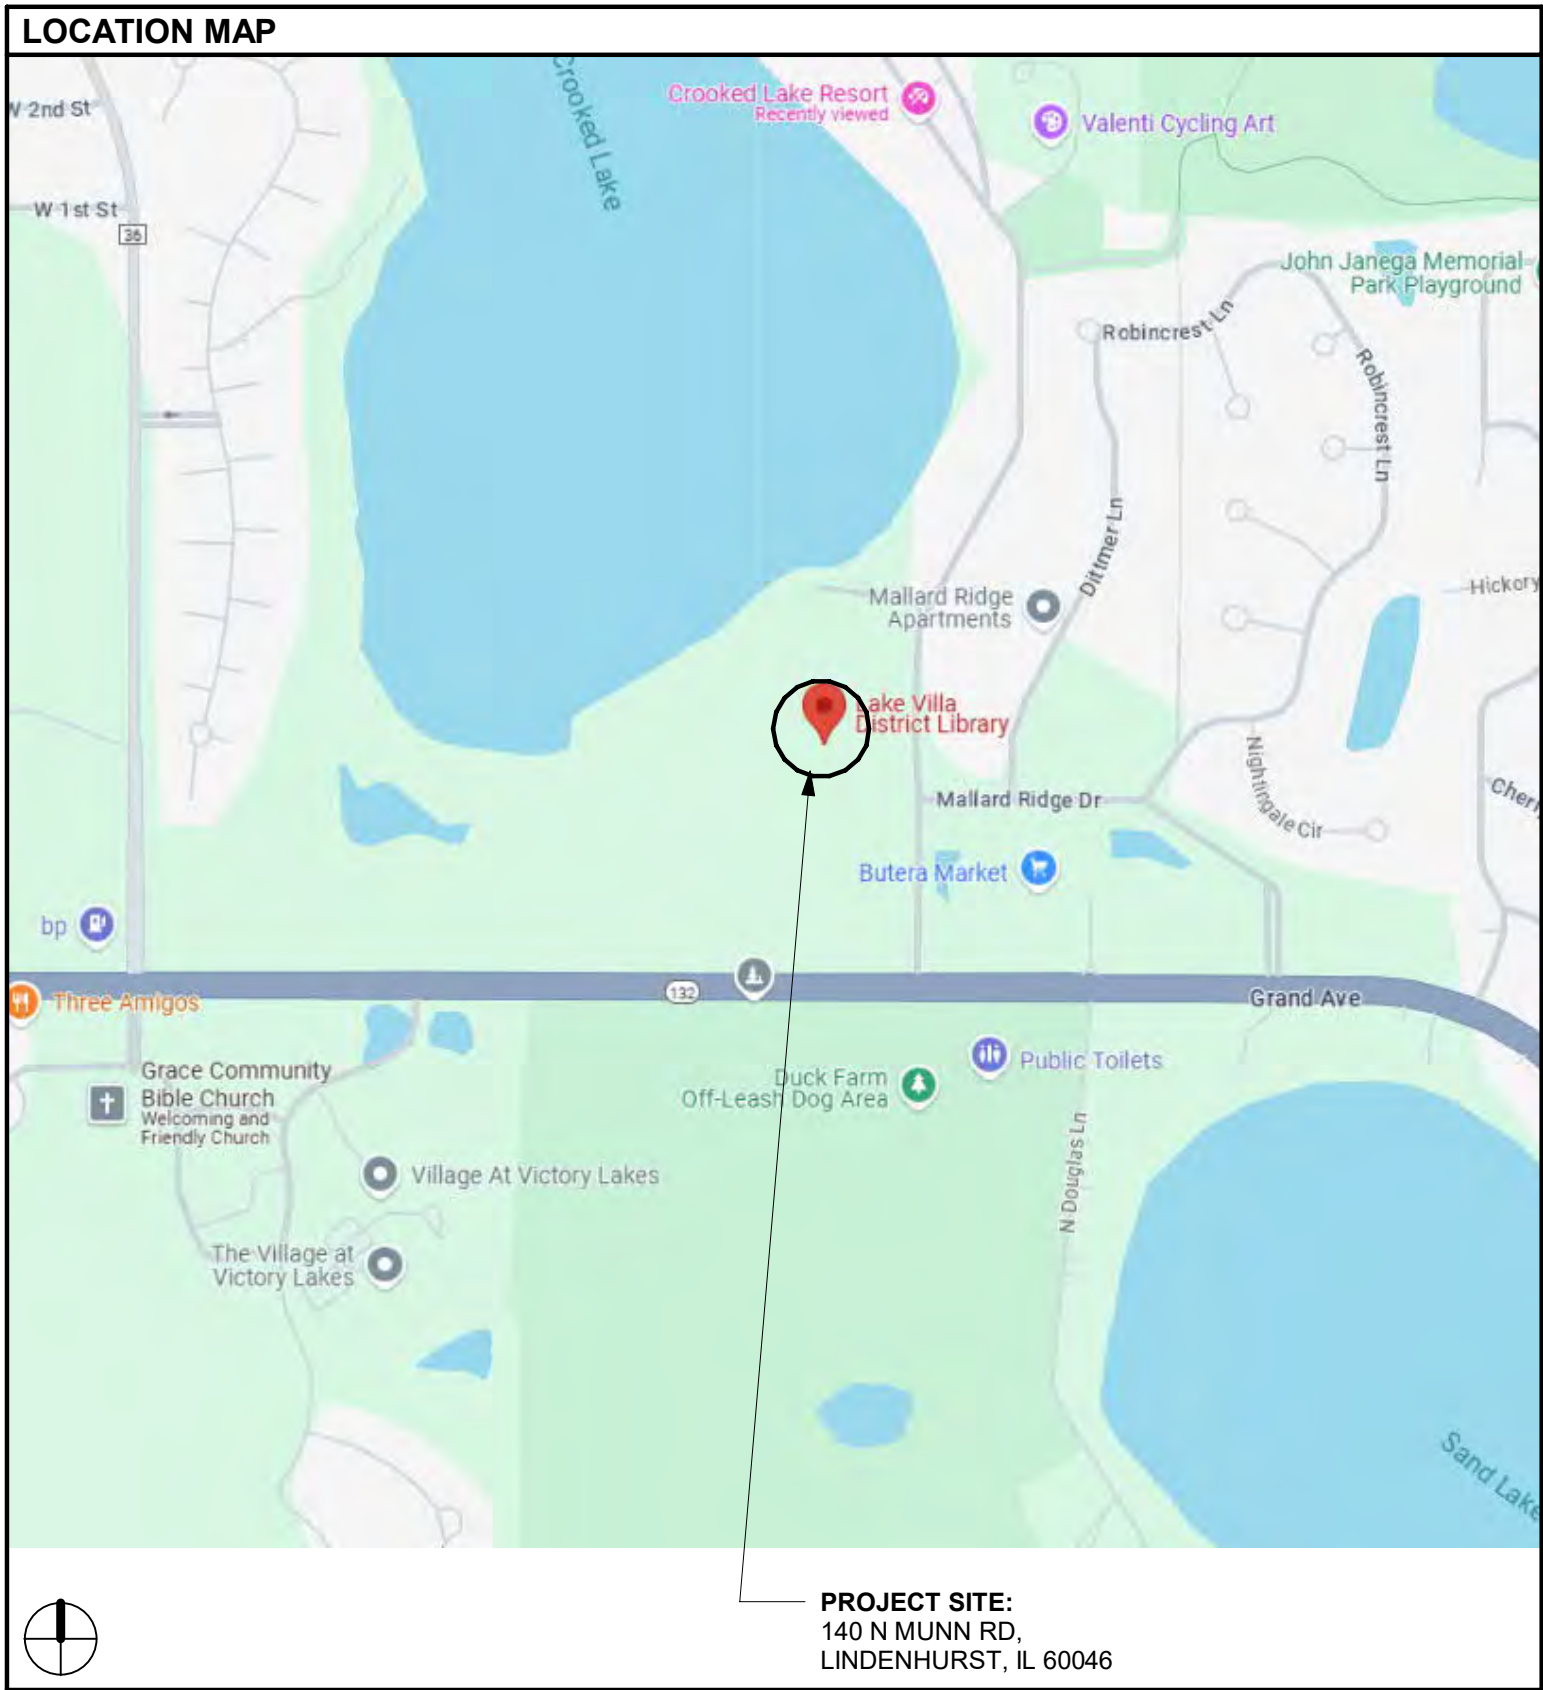 LOCATION MAP
Crooked Lake
Crooked Lake Resort
Recently viewed
Valenti Cycling Art
W 2nd St
W 1st St
36
John Janega Memorial
Park Playground
Robincrest Ln
Robincrest Ln
Dittmer Ln
Hickory
Mallard Ridge
Apartments
Lake Villa
District Library
Nightingale Cir
Mallard Ridge Dr
Cherr
Butera Market
bp
132
Grand Ave
Three Amigos
Grace Community
Bible Church
Welcoming and
Friendly Church
Public Toilets
Duck Farm
Off-Leash Dog Area
N Douglas Ln
Village At Victory Lakes
The Village at
Victory Lakes
Sand Lake
PROJECT SITE:
140 N MUNN RD,
LINDENHURST, IL 60046